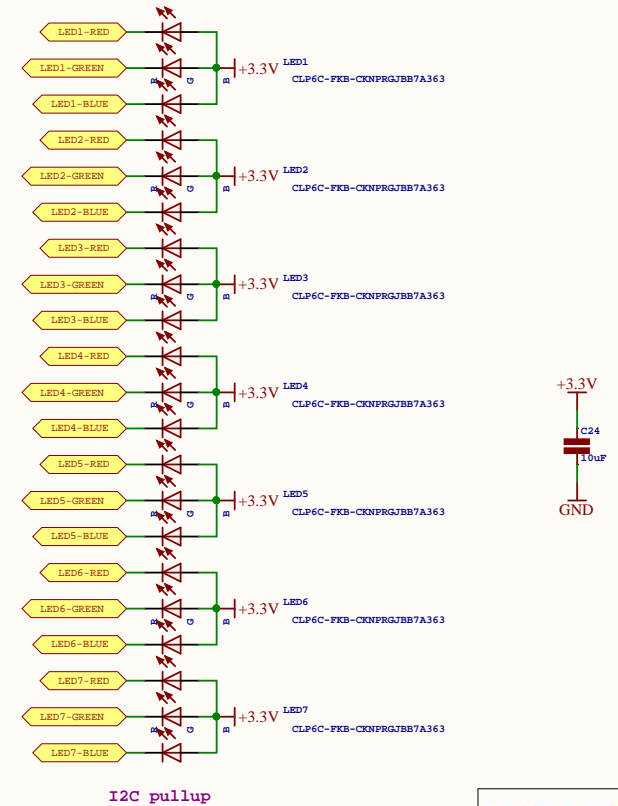 LED1-RED
LED1-GREEN
R G B +3.3V LED1
CLP6C-FKB-CKNPRGJBB7A363
LED1-BLUE
LED2-RED
LED2-GREEN
R G B +3.3V LED2
CLP6C-FKB-CKNPRGJBB7A363
LED2-BLUE
LED3-RED
LED3-GREEN
R G B +3.3V LED3
CLP6C-FKB-CKNPRGJBB7A363
LED3-BLUE
LED4-RED
LED4-GREEN
R G B +3.3V LED4
CLP6C-FKB-CKNPRGJBB7A363
LED4-BLUE
LED5-RED
LED5-GREEN
R G B +3.3V LED5
CLP6C-FKB-CKNPRGJBB7A363
LED5-BLUE
LED6-RED
LED6-GREEN
R G B +3.3V LED6
CLP6C-FKB-CKNPRGJBB7A363
LED6-BLUE
LED7-RED
LED7-GREEN
R G B +3.3V LED7
CLP6C-FKB-CKNPRGJBB7A363
LED7-BLUE
+3.3V
C24
10uF
GND
I2C pullup